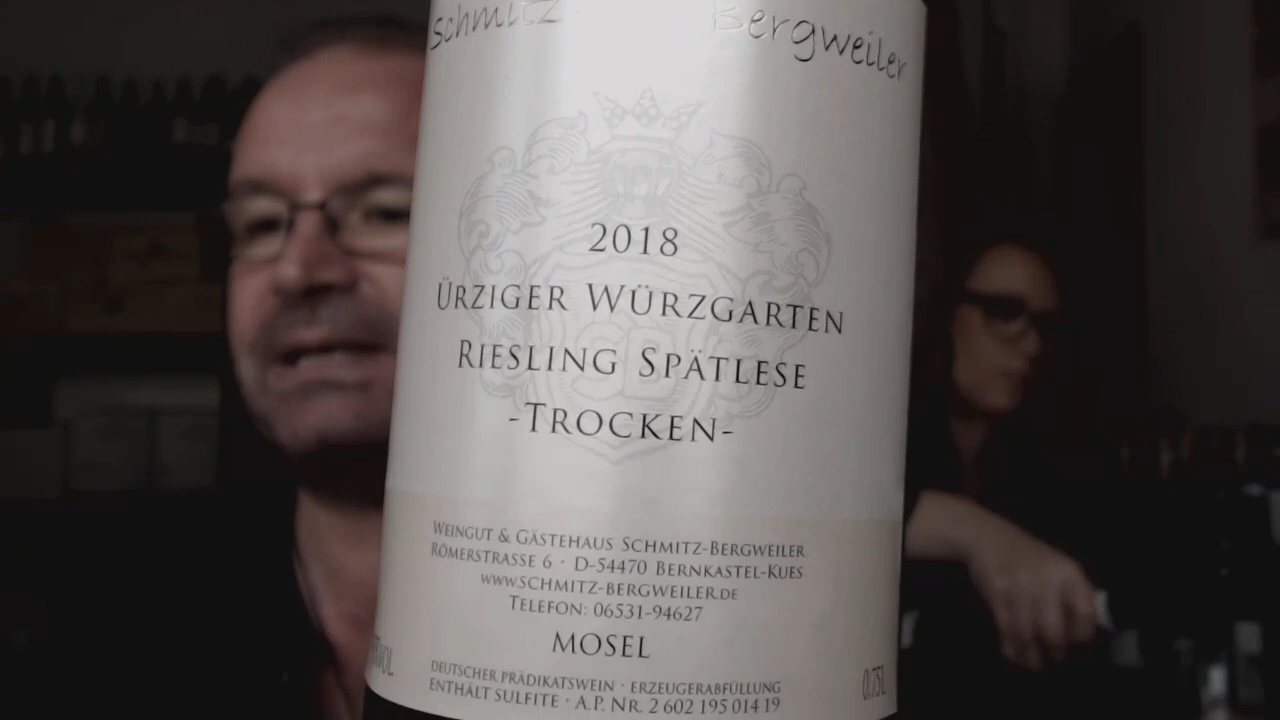 Schmitz Bergweiler
2018
ÜRZIGER WÜRZGARTEN
RIESLING SPÄTLESE
-TROCKEN-
WEINGUT & GÄSTEHAUS SCHMITZ-BERGWEILER
RÖMERSTRASSE 6 · D-54470 BERNKASTEL-KUES
WWW.SCHMITZ-BERGWEILER.DE
TELEFON: 06531-94627
MOSEL
DEUTSCHER PRÄDIKATSWEIN · ERZEUGERABFÜLLUNG
ENTHÄLT SULFITE · A.P. NR. 2 602 195 014 19
0,75L